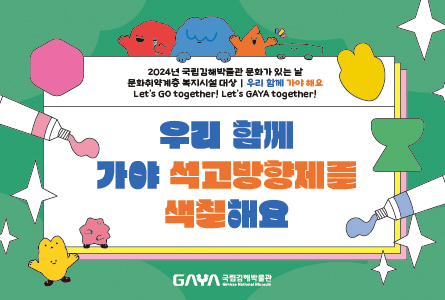 2024년 국립김해박물관 문화가 있는 날
문화취약계층 복지시설 대상 | 우리 함께 가야 해요
Let's GO together! Let's GAYA together!
우리 함께
가야 석고방향제를
색칠해요
GAYA 국립김해박물관
Gimhae National Museum